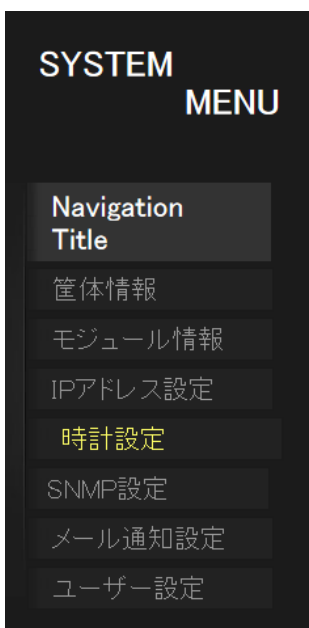 SYSTEM
MENU
Navigation
Title
筐体情報
モジュール情報
IPアドレス設定
時計設定
SNMP設定
メール通知設定
ユーザー設定